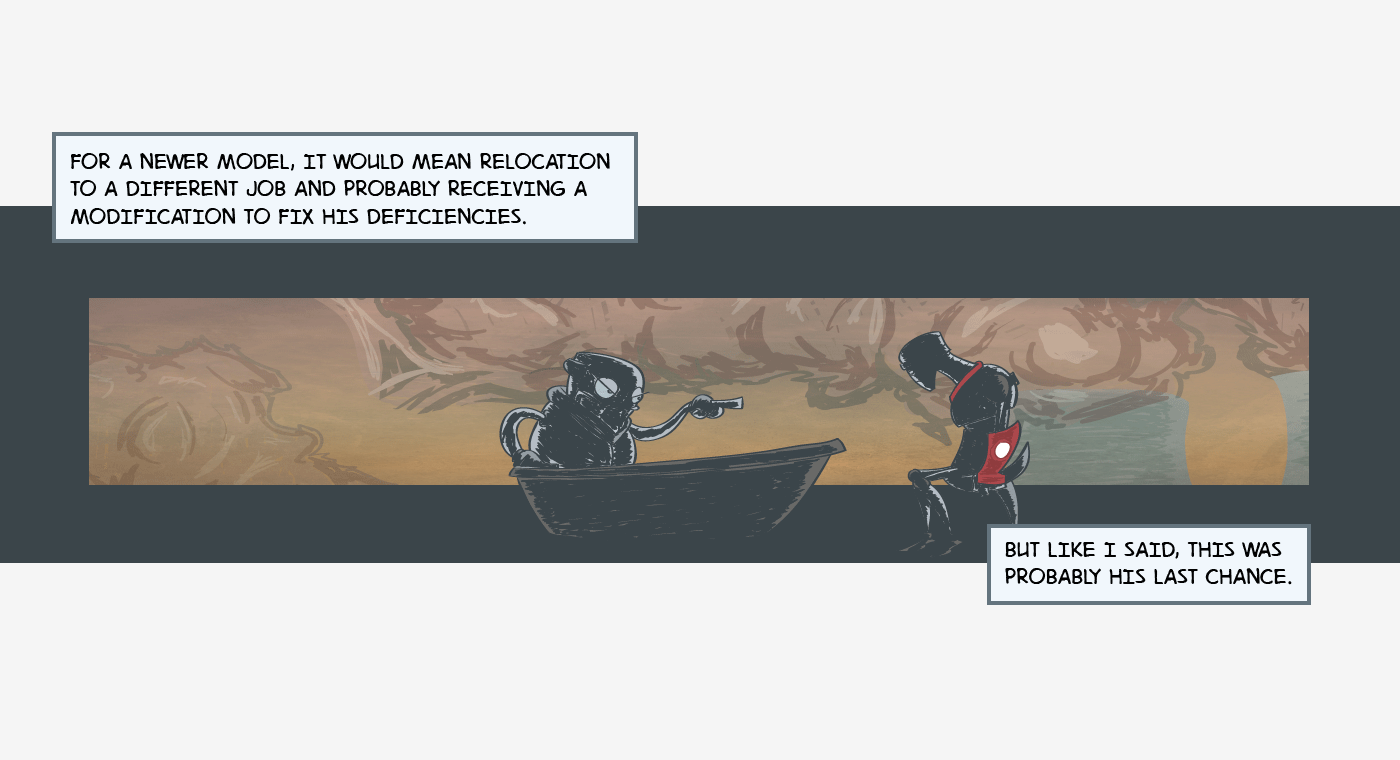 FOR A NEWER MODEL, IT WOULD MEAN RELOCATION
TO A DIFFERENT JOB AND PROBABLY RECEIVING A
MODIFICATION TO FIX HIS DEFICIENCIES.
BUT LIKE I SAID, THIS WAS
PROBABLY HIS LAST CHANCE.